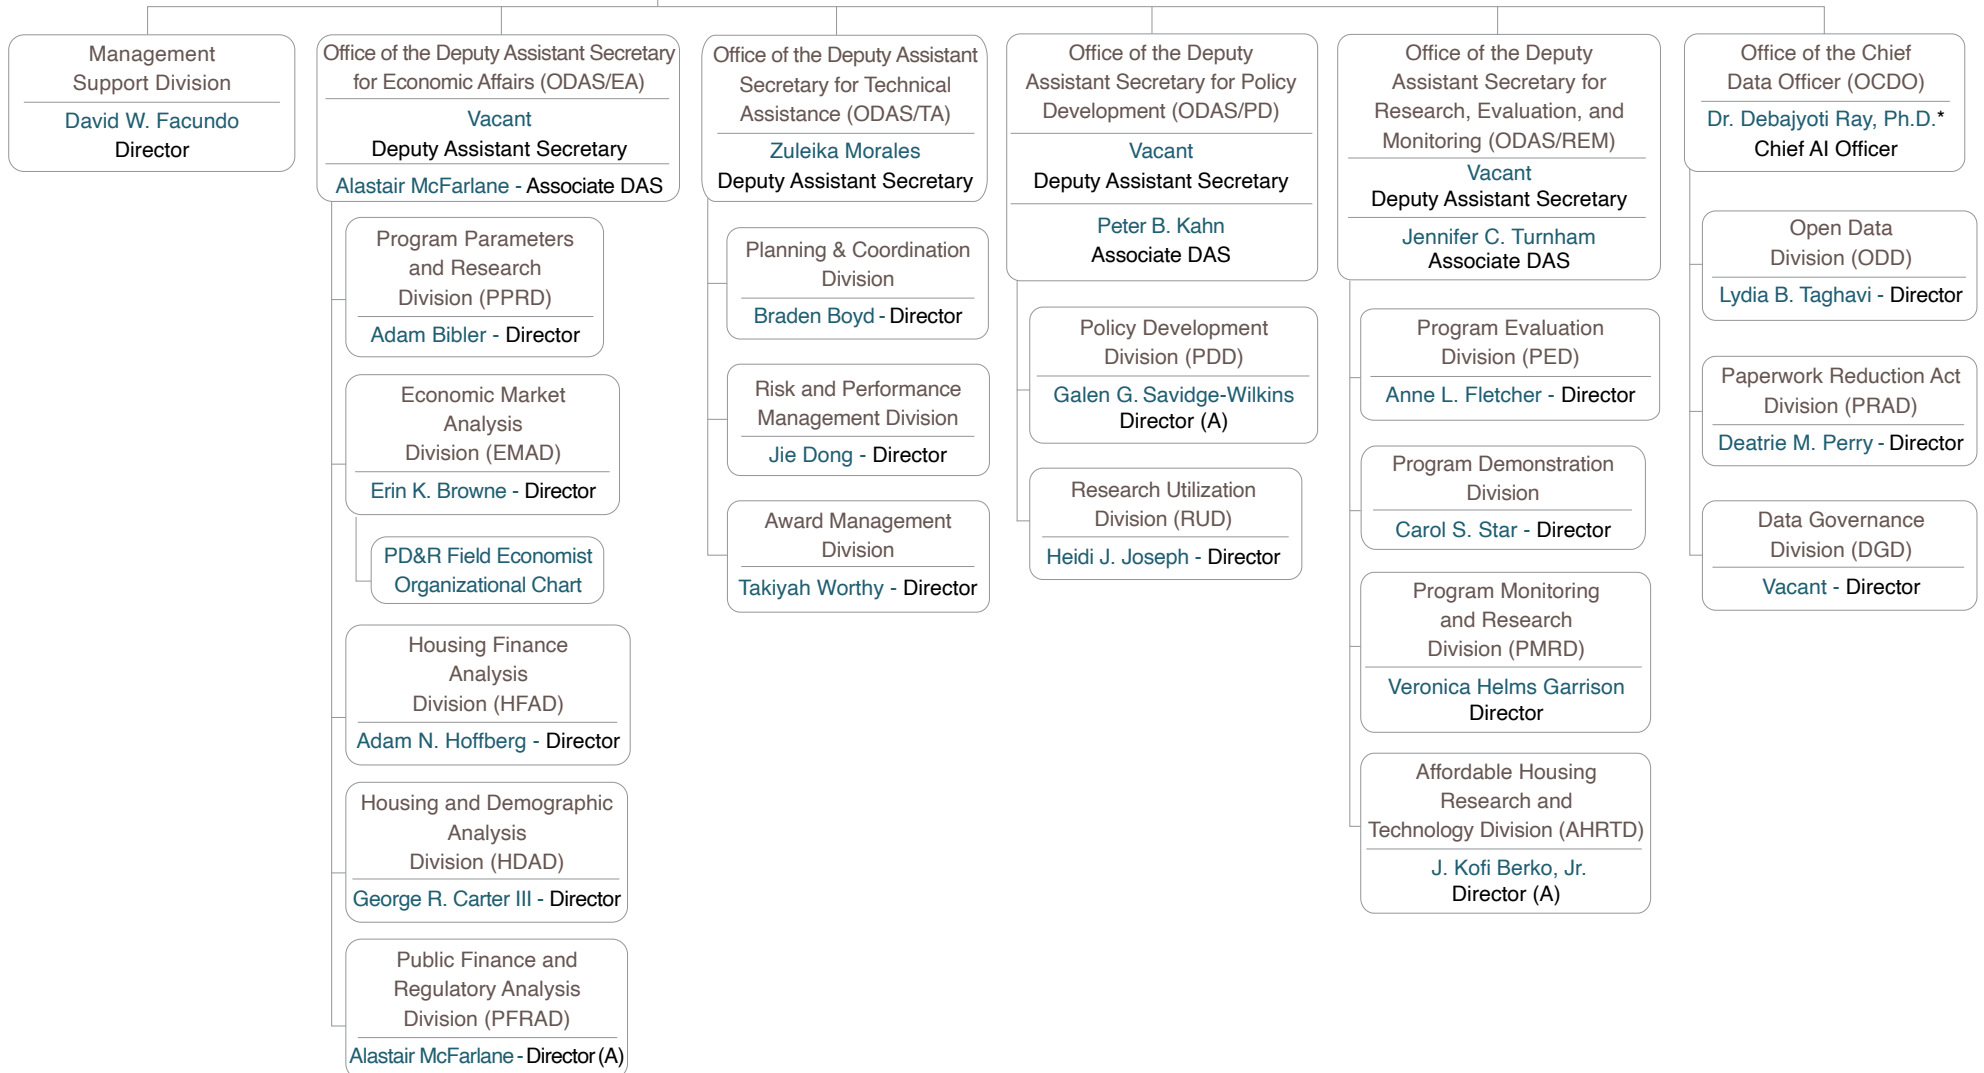 Management
Support Division
David W. Facundo
Director
Office of the Deputy Assistant Secretary
for Economic Affairs (ODAS/EA)
Vacant
Deputy Assistant Secretary
Alastair McFarlane - Associate DAS
Program Parameters
and Research
Division (PPRD)
Adam Bibler - Director
Economic Market
Analysis
Division (EMAD)
Erin K. Browne - Director
PD&R Field Economist
Organizational Chart
Housing Finance
Analysis
Division (HFAD)
Adam N. Hoffberg - Director
Housing and Demographic
Analysis
Division (HDAD)
George R. Carter III - Director
Public Finance and
Regulatory Analysis
Division (PFRAD)
Alastair McFarlane - Director (A)
Office of the Deputy Assistant
Secretary for Technical
Assistance (ODAS/TA)
Zuleika Morales
Deputy Assistant Secretary
Planning & Coordination
Division
Braden Boyd - Director
Risk and Performance
Management Division
Jie Dong - Director
Award Management
Division
Takiyah Worthy - Director
Office of the Deputy
Assistant Secretary for Policy
Development (ODAS/PD)
Vacant
Deputy Assistant Secretary
Peter B. Kahn
Associate DAS
Policy Development
Division (PDD)
Galen G. Savidge-Wilkins
Director (A)
Research Utilization
Division (RUD)
Heidi J. Joseph - Director
Office of the Deputy
Assistant Secretary for
Research, Evaluation, and
Monitoring (ODAS/REM)
Vacant
Deputy Assistant Secretary
Jennifer C. Turnham
Associate DAS
Program Evaluation
Division (PED)
Anne L. Fletcher - Director
Program Demonstration
Division
Carol S. Star - Director
Program Monitoring
and Research
Division (PMRD)
Veronica Helms Garrison
Director
Affordable Housing
Research and
Technology Division (AHRTD)
J. Kofi Berko, Jr.
Director (A)
Office of the Chief
Data Officer (OCDO)
Dr. Debajyoti Ray, Ph.D.*
Chief AI Officer
Open Data
Division (ODD)
Lydia B. Taghavi - Director
Paperwork Reduction Act
Division (PRAD)
Deatrie M. Perry - Director
Data Governance
Division (DGD)
Vacant - Director